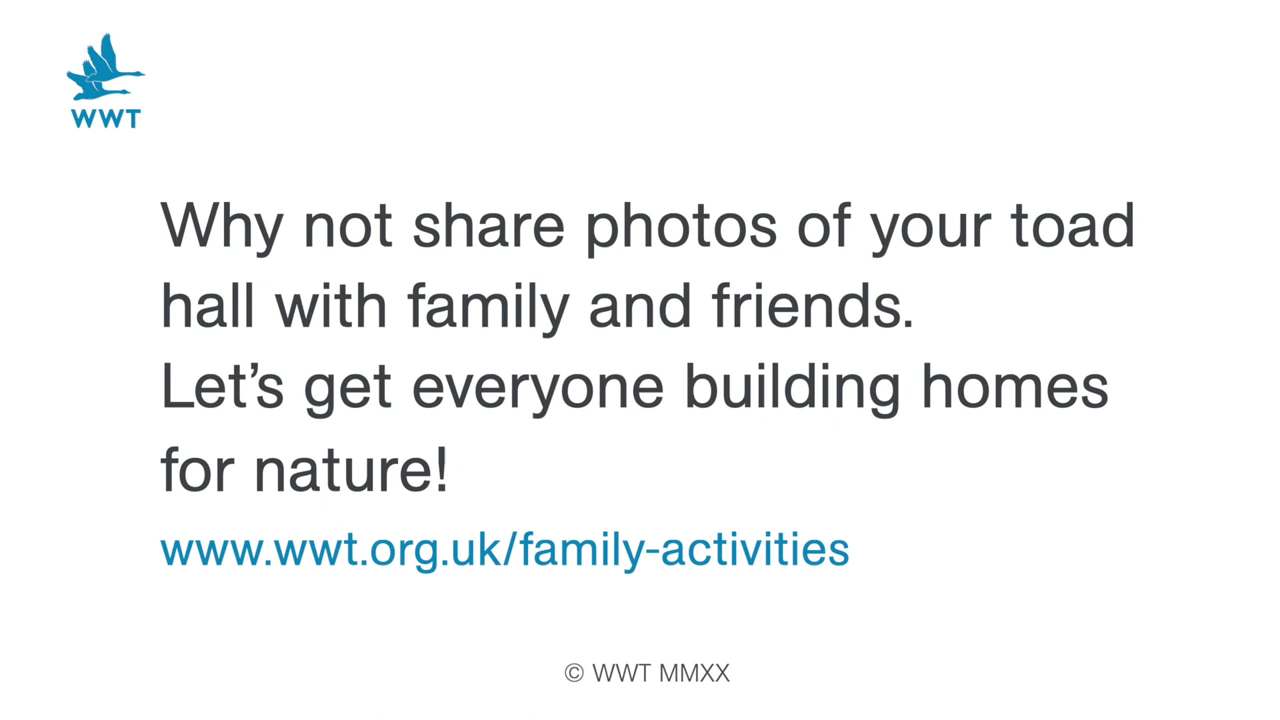 WWT
Why not share photos of your toad
hall with family and friends.
Let’s get everyone building homes
for nature!
www.wwt.org.uk/family-activities
© WWT MMXX